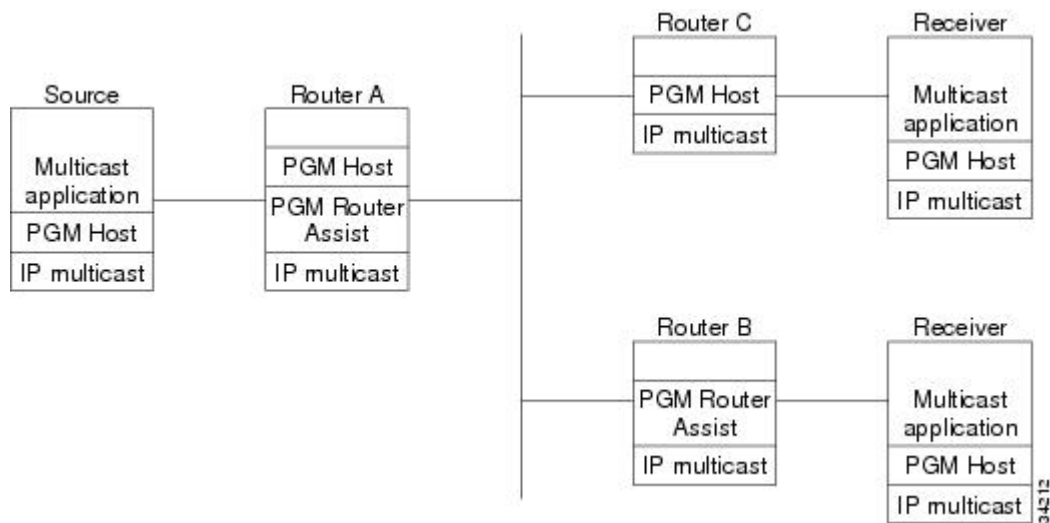 Source
Multicast
application
PGM Host
IP multicast
Router A
PGM Host
PGM Router
Assist
IP multicast
Router C
PGM Host
IP multicast
Receiver
Multicast
application
PGM Host
IP multicast
Router B
PGM Router
Assist
IP multicast
Receiver
Multicast
application
PGM Host
IP multicast
34212